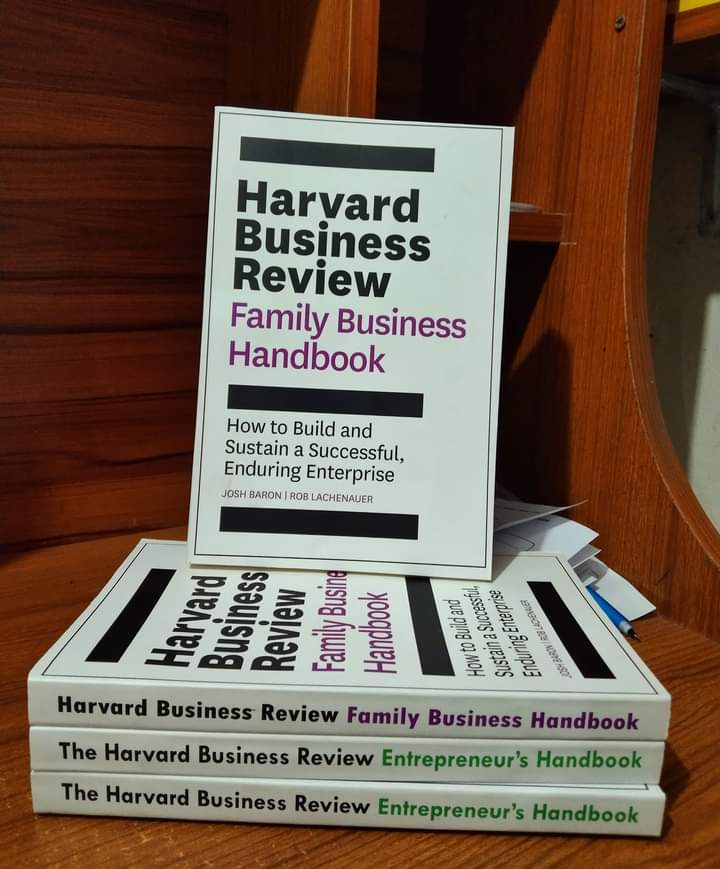 Harvard
Business
Review
Family Business
Handbook
How to Build and
Sustain a Successful,
Enduring Enterprise
JOSH BARON | ROB LACHENAUER
Harvard
Business
Review
Family Busine
Handbook
How to Build and
Sustain a Successful,
Enduring Enterprise
JOSH BARON | ROB LACHENAUER
Harvard Business Review Family Business Handbook
The Harvard Business Review Entrepreneur's Handbook
The Harvard Business Review Entrepreneur's Handbook